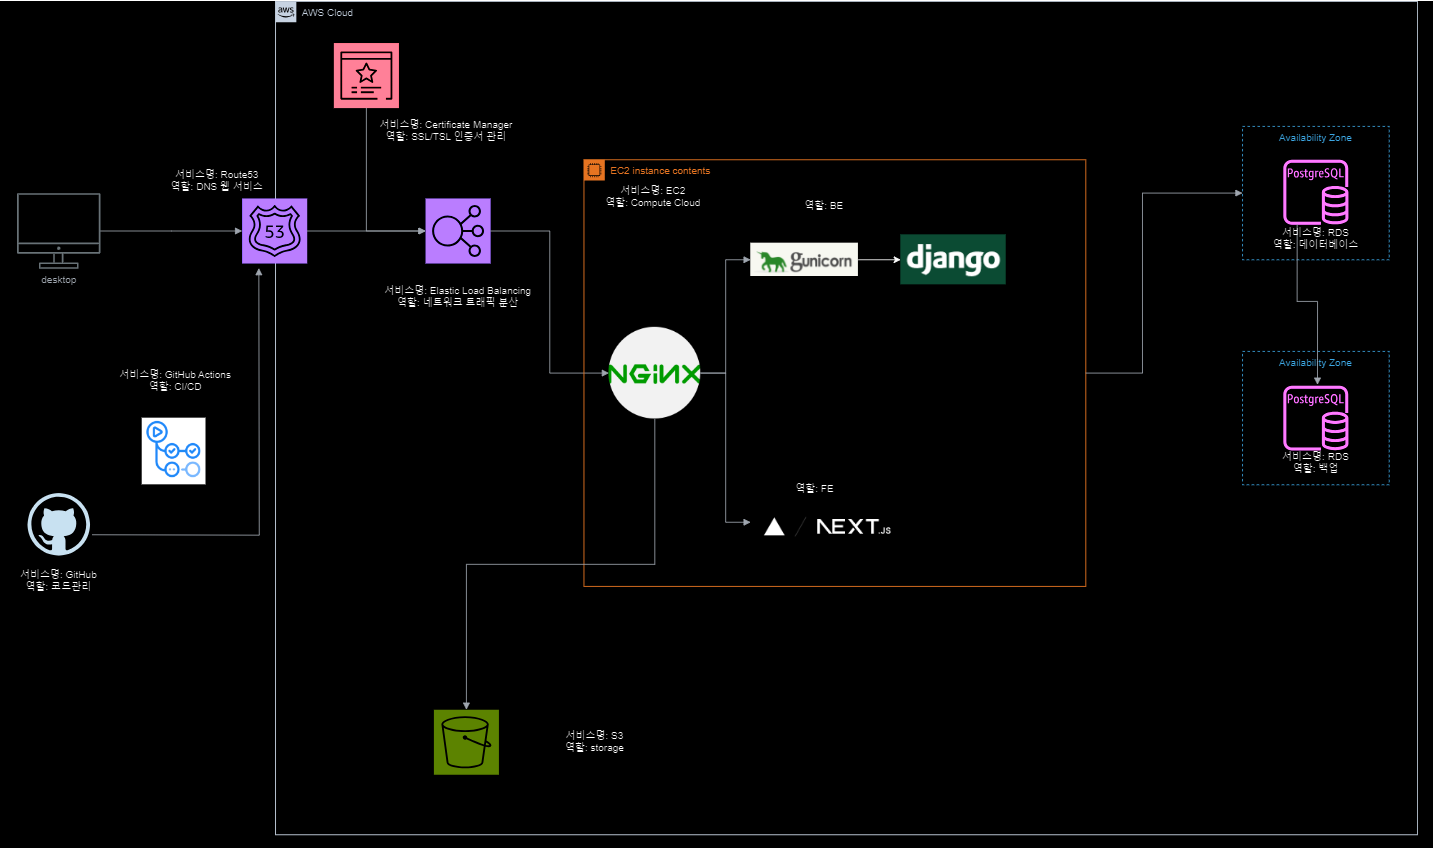 aws
AWS Cloud
서비스명: Certificate Manager
역할: SSL/TSL 인증서 관리
서비스명: Route53
역할: DNS 웹 서비스
53
desktop
서비스명: Elastic Load Balancing
역할: 네트워크 트래픽 분산
서비스명: GitHub Actions
역할: CI/CD
서비스명: GitHub
역할: 코드관리
EC2 instance contents
서비스명: EC2
역할: Compute Cloud
역할: BE
gunicorn
django
NGiNX
역할: FE
NEXT.JS
서비스명: S3
역할: storage
Availability Zone
PostgreSQL
서비스명: RDS
역할: 데이터베이스
Availability Zone
PostgreSQL
서비스명: RDS
역할: 백업